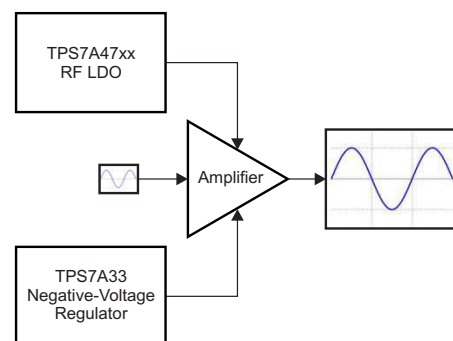 TPS7A47xx
RF LDO
Amplifier
TPS7A33
Negative-Voltage
Regulator